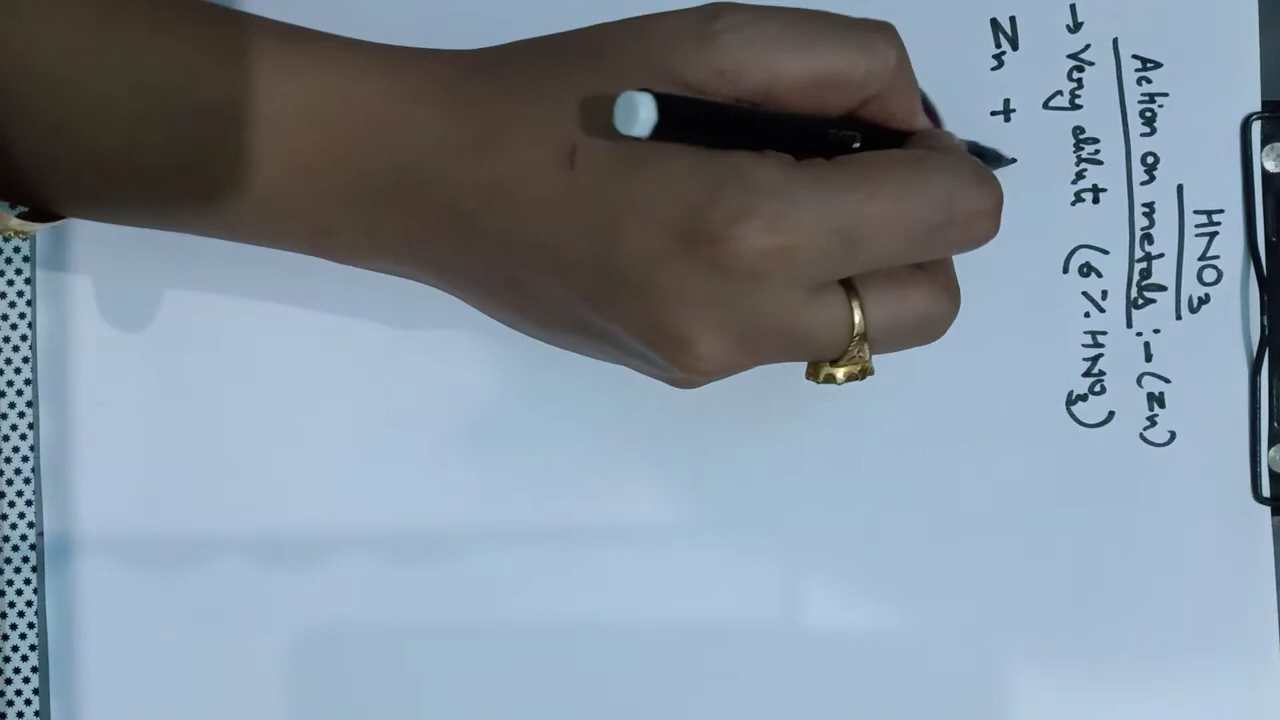 HNO₃
Action on metals :- (Zn)
→ Very dilute (6% HNO₃)
Zn +